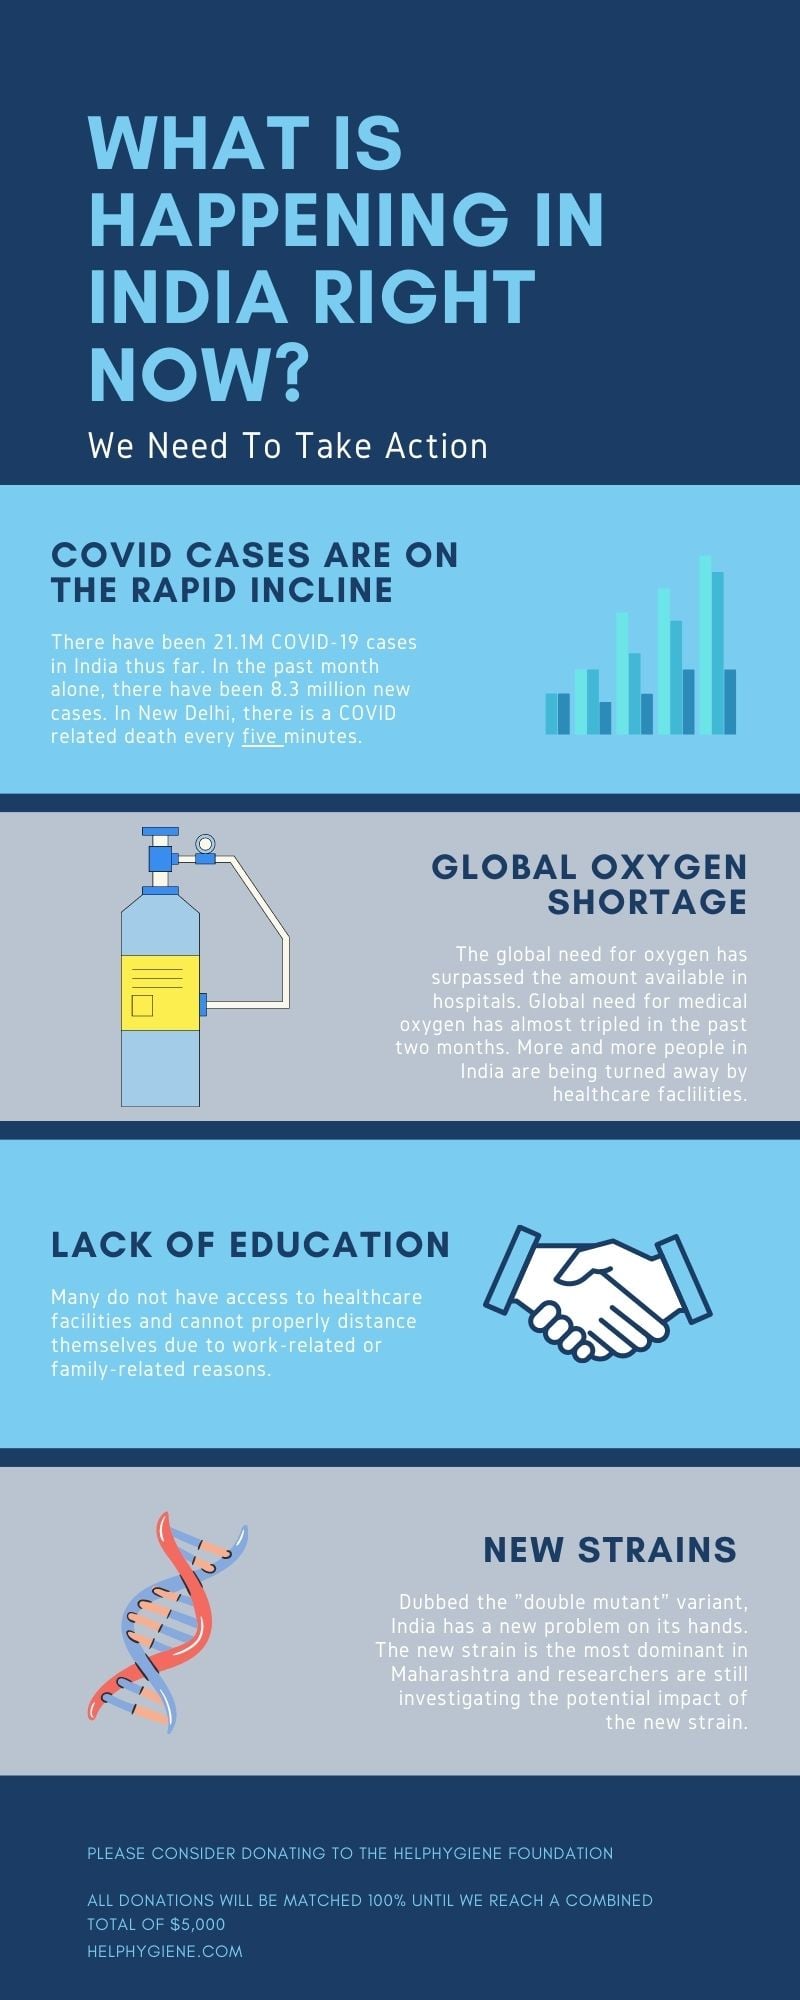 WHAT IS
HAPPENING IN
INDIA RIGHT
NOW?
We Need To Take Action
COVID CASES ARE ON
THE RAPID INCLINE
There have been 21.1M COVID-19 cases
in India thus far. In the past month
alone, there have been 8.3 million new
cases. In New Delhi, there is a COVID
related death every five minutes.
GLOBAL OXYGEN
SHORTAGE
The global need for oxygen has
surpassed the amount available in
hospitals. Global need for medical
oxygen has almost tripled in the past
two months. More and more people in
India are being turned away by
healthcare faclilities.
LACK OF EDUCATION
Many do not have access to healthcare
facilities and cannot properly distance
themselves due to work-related or
family-related reasons.
NEW STRAINS
Dubbed the "double mutant" variant,
India has a new problem on its hands.
The new strain is the most dominant in
Maharashtra and researchers are still
investigating the potential impact of
the new strain.
PLEASE CONSIDER DONATING TO THE HELPHYGIENE FOUNDATION
ALL DONATIONS WILL BE MATCHED 100% UNTIL WE REACH A COMBINED
TOTAL OF $5,000
HELPHYGIENE.COM